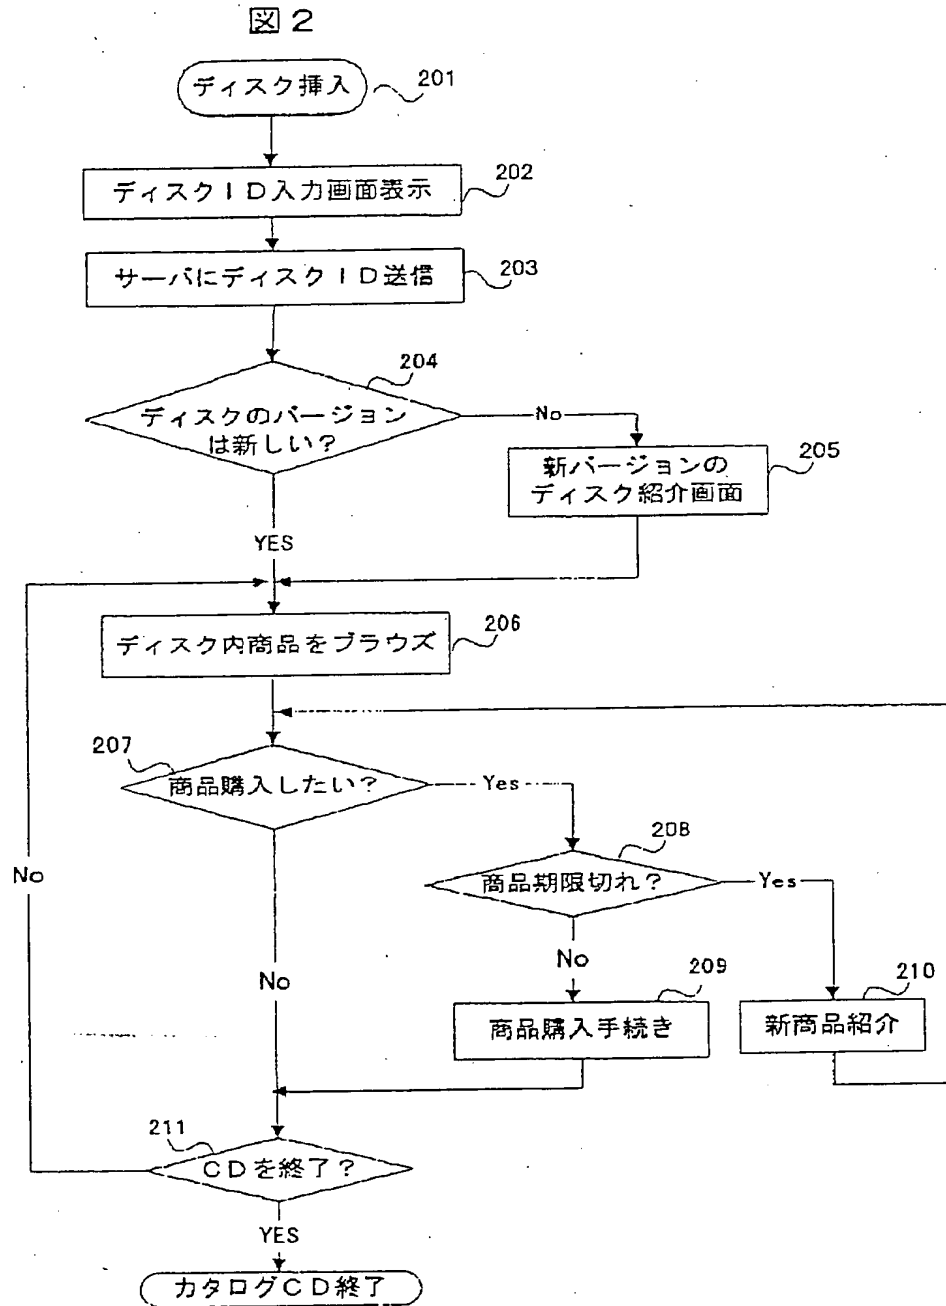 図2
ディスク挿入
201
ディスクID入力画面表示
202
サーバにディスクID送信
203
204
ディスクのバージョン
は新しい?
No
205
新バージョンの
ディスク紹介画面
YES
ディスク内商品をブラウズ
206
207
商品購入したい?
Yes
208
商品期限切れ?
Yes
No
No
No
209
商品購入手続き
210
新商品紹介
211
CDを終了?
YES
カタログCD終了